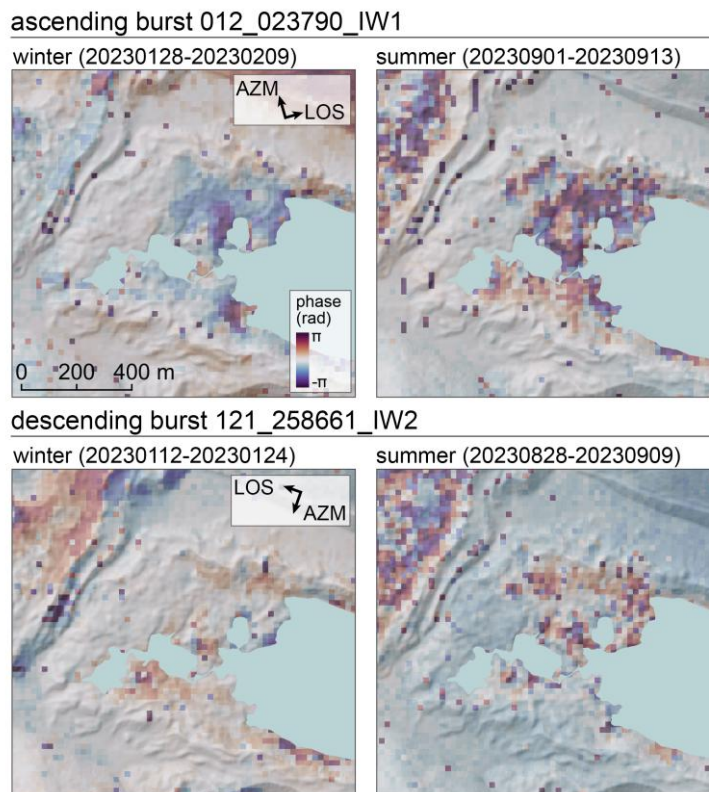 ascending burst 012_023790_IW1
winter (20230128-20230209)
summer (20230901-20230913)
AZM
LOS
phase
(rad)
π
-π
0 200 400 m
descending burst 121_258661_IW2
winter (20230112-20230124)
summer (20230828-20230909)
LOS
AZM